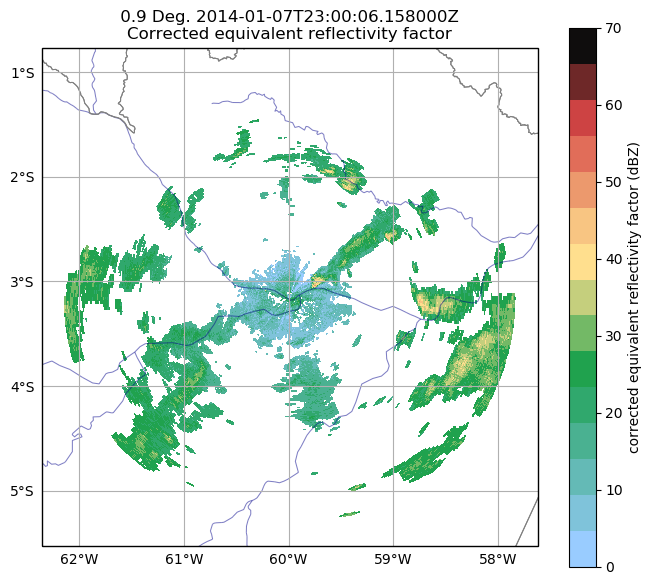 0.9 Deg. 2014-01-07T23:00:06.158000Z
Corrected equivalent reflectivity factor
1°S
2°S
3°S
4°S
5°S
62°W
61°W
60°W
59°W
58°W
70
60
50
40
30
20
10
0
corrected equivalent reflectivity factor (dBZ)